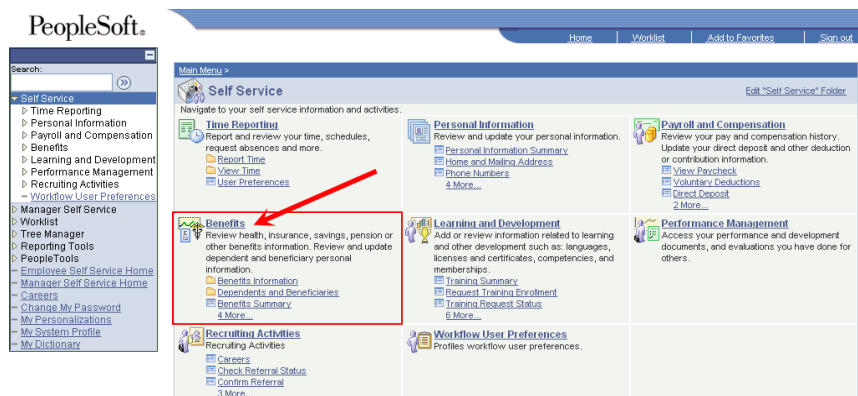 PeopleSoft®
Home
Worklist
Add to Favorites
Sign out
Search:
Self Service
Time Reporting
Personal Information
Payroll and Compensation
Benefits
Learning and Development
Performance Management
Recruiting Activities
Workflow User Preferences
Manager Self Service
Worklist
Tree Manager
Reporting Tools
PeopleTools
Employee Self Service Home
Manager Self Service Home
Careers
Change My Password
My Personalizations
My System Profile
My Dictionary
Main Menu >
Self Service
Edit "Self Service" Folder
Navigate to your self service information and activities.
Time Reporting
Report and review your time, schedules,
request absences and more.
Report Time
View Time
User Preferences
Personal Information
Review and update your personal information.
Personal Information Summary
Home and Mailing Address
Phone Numbers
4 More...
Payroll and Compensation
Review your pay and compensation history.
Update your direct deposit and other deduction
or contribution information.
View Paycheck
Voluntary Deductions
Direct Deposit
2 More...
Benefits
Review health, insurance, savings, pension or
other benefits information. Review and update
dependent and beneficiary personal
information.
Benefits Information
Dependents and Beneficiaries
Benefits Summary
4 More...
Learning and Development
Add or review information related to learning
and other development such as: languages,
licenses and certificates, competencies, and
memberships.
Training Summary
Request Training Enrollment
Training Request Status
6 More...
Performance Management
Access your performance and development
documents, and evaluations you have done for
others.
Recruiting Activities
Recruiting Activities
Careers
Check Referral Status
Confirm Referral
3 More...
Workflow User Preferences
Profiles workflow user preferences.